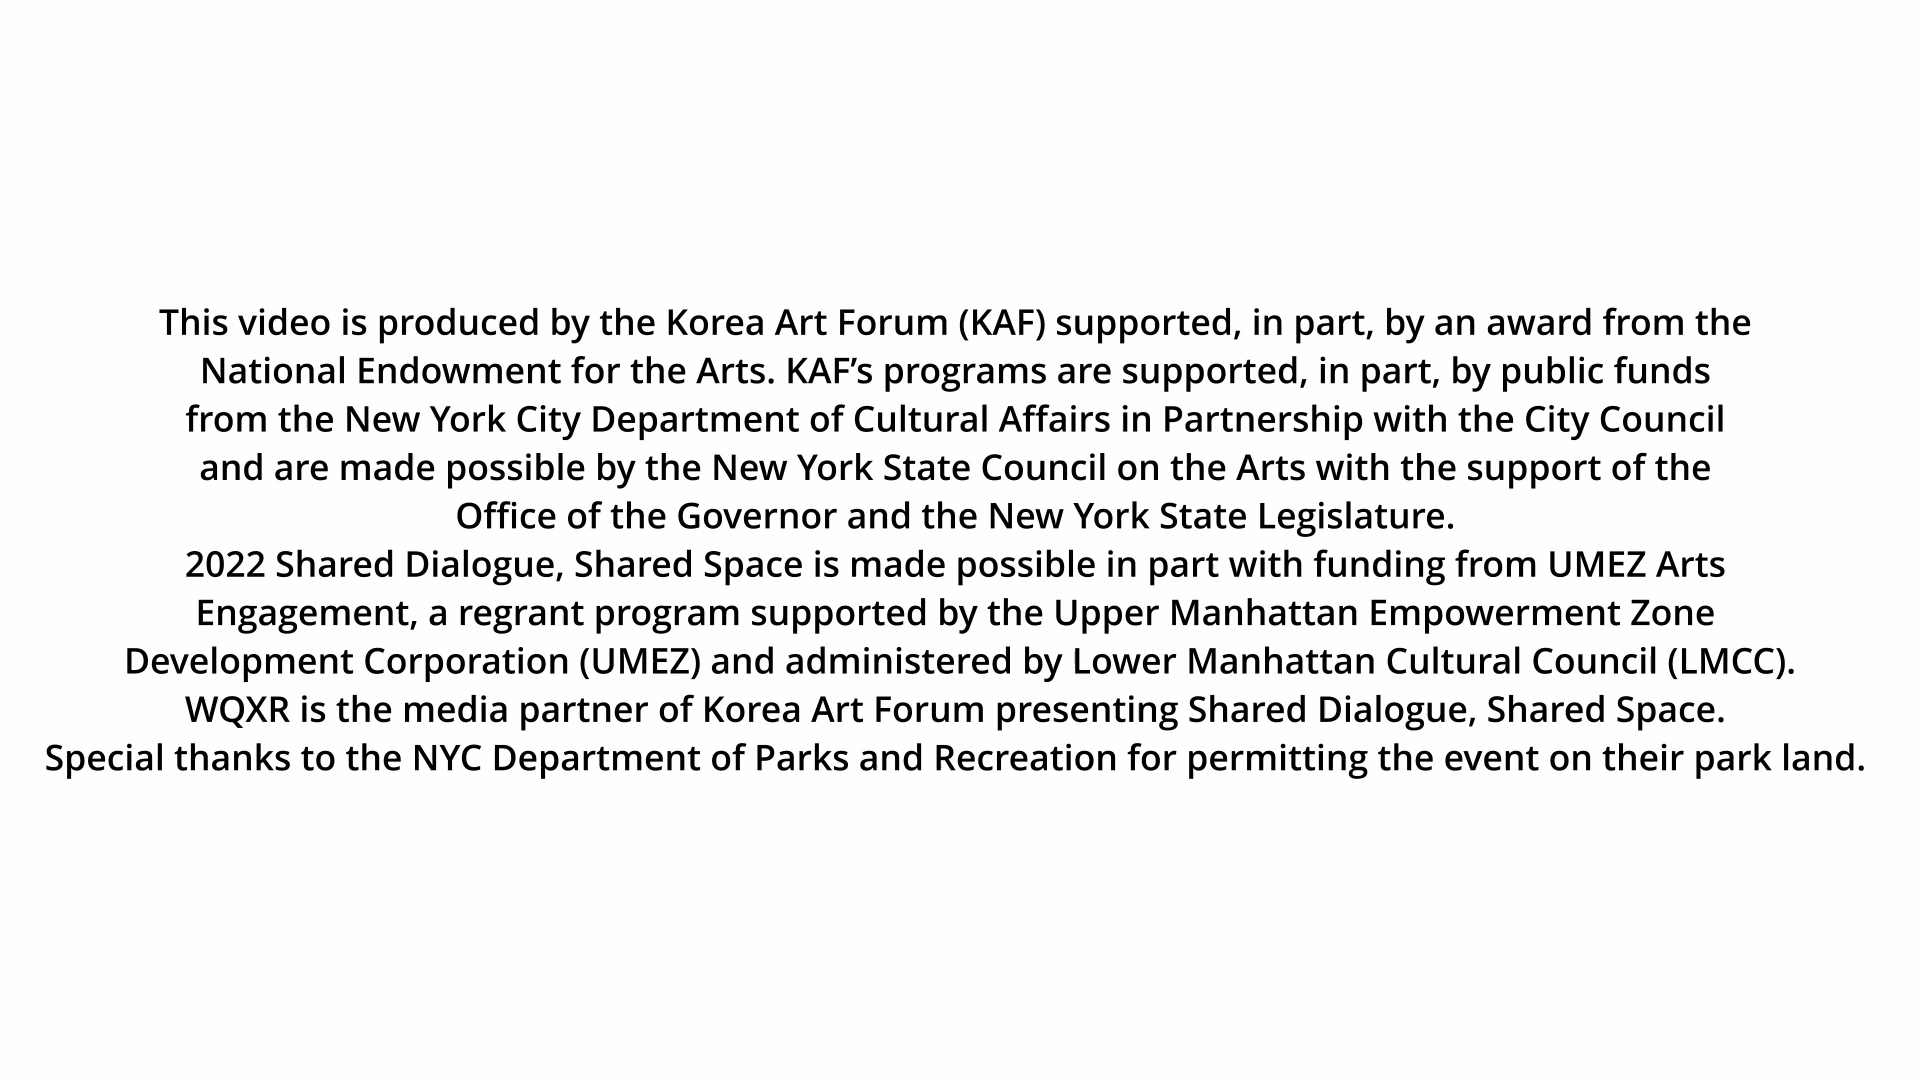 This video is produced by the Korea Art Forum (KAF) supported, in part, by an award from the
National Endowment for the Arts. KAF’s programs are supported, in part, by public funds
from the New York City Department of Cultural Affairs in Partnership with the City Council
and are made possible by the New York State Council on the Arts with the support of the
Office of the Governor and the New York State Legislature.
2022 Shared Dialogue, Shared Space is made possible in part with funding from UMEZ Arts
Engagement, a regrant program supported by the Upper Manhattan Empowerment Zone
Development Corporation (UMEZ) and administered by Lower Manhattan Cultural Council (LMCC).
WQXR is the media partner of Korea Art Forum presenting Shared Dialogue, Shared Space.
Special thanks to the NYC Department of Parks and Recreation for permitting the event on their park land.